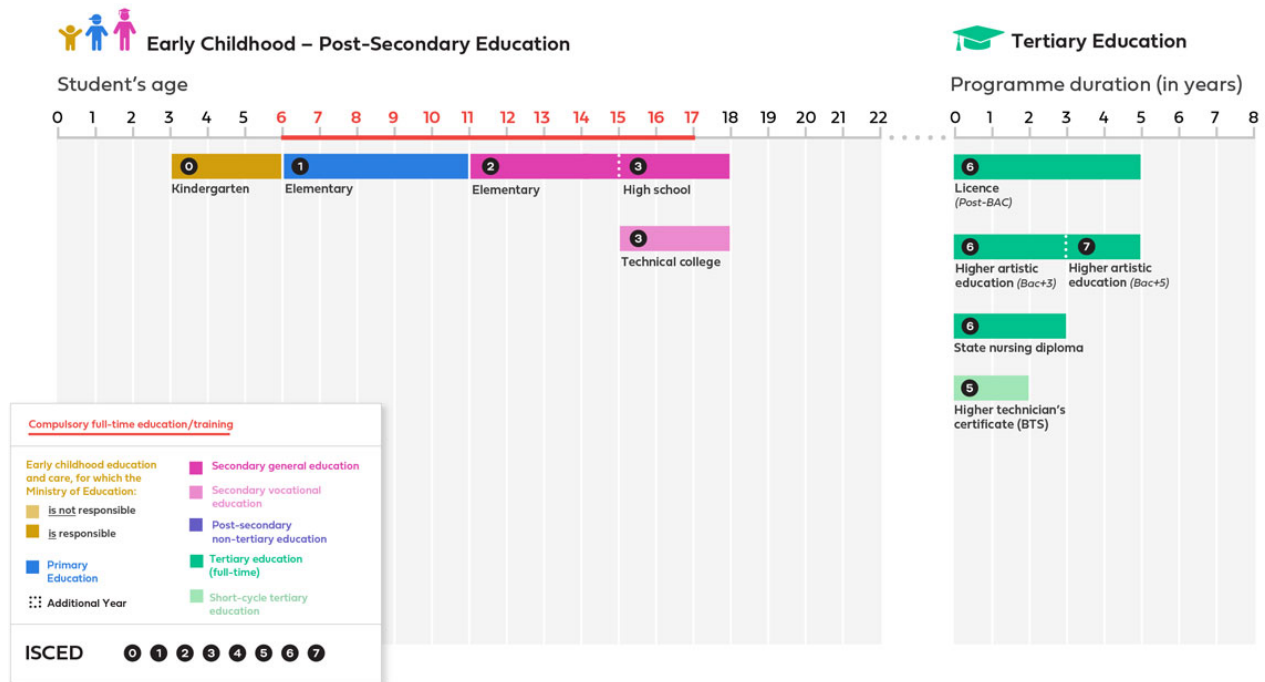 Early Childhood – Post-Secondary Education
Student's age
0 1 2 3 4 5 6 7 8 9 10 11 12 13 14 15 16 17 18 19 20 21 22
0 Kindergarten
1 Elementary
2 Elementary
3 High school
3 Technical college
Tertiary Education
Programme duration (in years)
0 1 2 3 4 5 6 7 8
6
Licence
(Post-BAC)
6
Higher artistic
education (Bac+3)
7
Higher artistic
education (Bac+5)
6
State nursing diploma
5
Higher technician's
certificate (BTS)
Compulsory full-time education/training
Early childhood education
and care, for which the
Ministry of Education:
is not responsible
is responsible
Primary
Education
Additional Year
Secondary general education
Secondary vocational
education
Post-secondary
non-tertiary education
Tertiary education
(full-time)
Short-cycle tertiary
education
ISCED 0 1 2 3 4 5 6 7